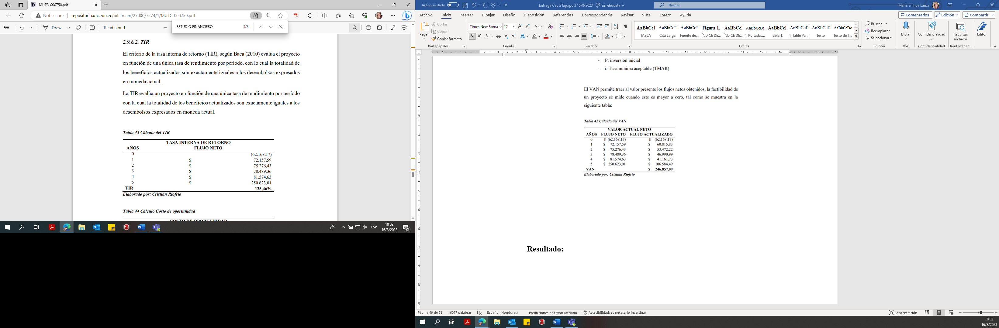 MUTC-000750.pdf
Not secure
repositorio.utc.edu.ec/bitstream/27000/7274/1/MUTC-000750.pdf
Draw
Read aloud
ESTUDIO FINANCIERO 3/3
2.9.6.2. TIR
El criterio de la tasa interna de retorno (TIR), según Baca (2010) evalúa el proyecto
en función de una única tasa de rendimiento por período, con lo cual la totalidad de
los beneficios actualizados son exactamente iguales a los desembolsos expresados
en moneda actual.
La TIR evalúa un proyecto en función de una única tasa de rendimiento por período
con la cual la totalidad de los beneficios actualizados son exactamente iguales a los
desembolsos expresados en moneda actual.
Tabla 43 Cálculo del TIR
TASA INTERNA DE RETORNO
AÑOS FLUJO NETO
0 (62.168,17)
1 $ 72.157,59
2 $ 75.276,43
3 $ 78.489,36
4 $ 81.574,63
5 $ 250.623,01
TIR 123,46%
Elaborado por: Cristian Riofrío
Tabla 44 Cálculo Costo de oportunidad
COSTO DE OPORTUNIDAD
ESP
18:02
16/8/2023
21
Autoguardado
Entrega Cap 2 Equipo 3 15-8-2023
Sin etiqueta
Buscar
Maria Erlinda Lanza
Archivo Inicio Insertar Dibujar Diseño Disposición Referencias Correspondencia Revisar Vista Zotero Ayuda
Comentarios Edición Compartir
Pegar
Cortar
Copiar
Copiar formato
Portapapeles
Times New Roma 12
N K S ab x₂ x²
Fuente
Párrafo
AaBbCcI AaBbCcD AaBbCcD Figura 1. AaBbCcI AaBbCcDc AaBbCcI AaBbCcD AaBbCcD AaBbCcDd
TABLA Cita Larga Fuente de... ÍNDICE DE... ÍNDICE DE... ¶ Portadas... Tabla 1. ¶ Table Pa... texto Texto de T...
Estilos
Buscar
Reemplazar
Seleccionar
Edición
Dictar
Voz
Confidencialidad
Confidencialidad
Reutilizar
archivos
Reutilizar ar...
Editor
- P: inversión inicial
- i: Tasa mínima aceptable (TMAR)
El VAN permite traer al valor presente los flujos netos obtenidos, la factibilidad de
un proyecto se mide cuando este es mayor a cero, tal como se muestra en la
siguiente tabla:
Tabla 42 Cálculo del VAN
VALOR ACTUAL NETO
AÑOS FLUJO NETO FLUJO ACTUALIZADO
0 $ (62.168,17) $ (62.168,17)
1 $ 72.157,59 $ 60.815,83
2 $ 75.276,43 $ 53.472,22
3 $ 78.489,36 $ 46.990,99
4 $ 81.574,63 $ 41.161,73
5 $ 250.623,01 $ 106.584,49
VAN $ 246.857,09
Elaborado por: Cristian Riofrío
Resultado:
Página 49 de 75 16077 palabras Español (Honduras) Predicciones de texto: activado Accesibilidad: es necesario investigar
Concentración
18:02
16/8/2023